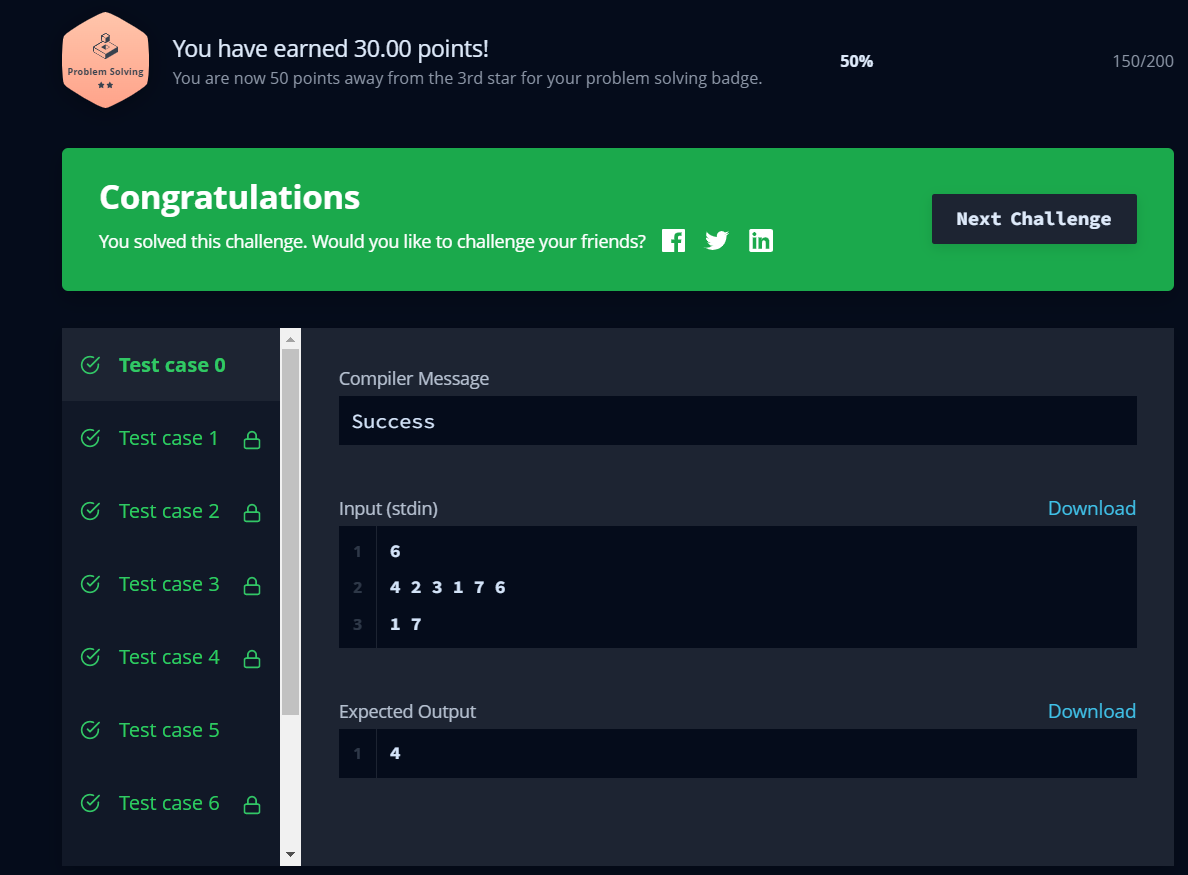 Problem Solving
You have earned 30.00 points!
You are now 50 points away from the 3rd star for your problem solving badge.
50%
150/200
Congratulations
You solved this challenge. Would you like to challenge your friends?
Next Challenge
Test case 0
Test case 1
Test case 2
Test case 3
Test case 4
Test case 5
Test case 6
Compiler Message
Success
Input (stdin)
Download
1 6
2 4 2 3 1 7 6
3 1 7
Expected Output
Download
1 4